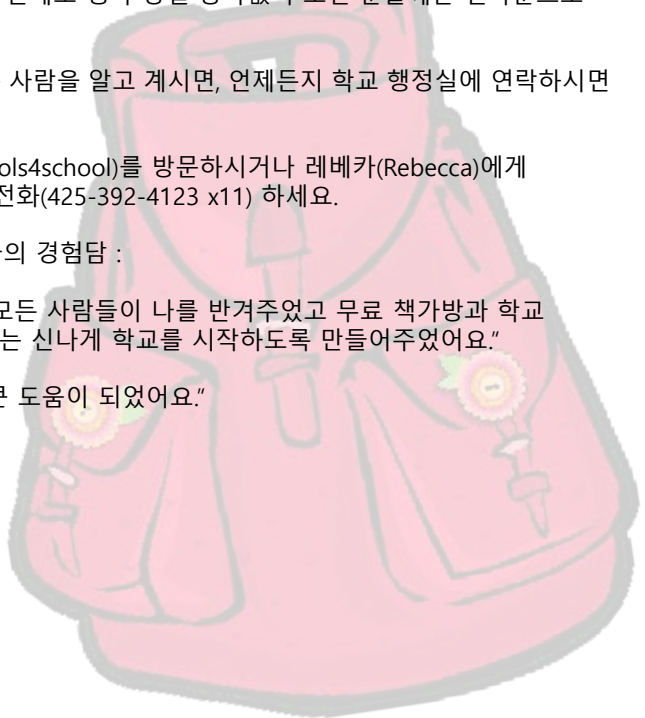 사람을 알고 계시면, 언제든지 학교 행정실에 연락하시면
ols4school)를 방문하시거나 레베카(Rebecca)에게
전화(425-392-4123 x11) 하세요.
의 경험담 :
모든 사람들이 나를 반겨주었고 무료 책가방과 학교
는 신나게 학교를 시작하도록 만들어주었어요.”
큰 도움이 되었어요.”